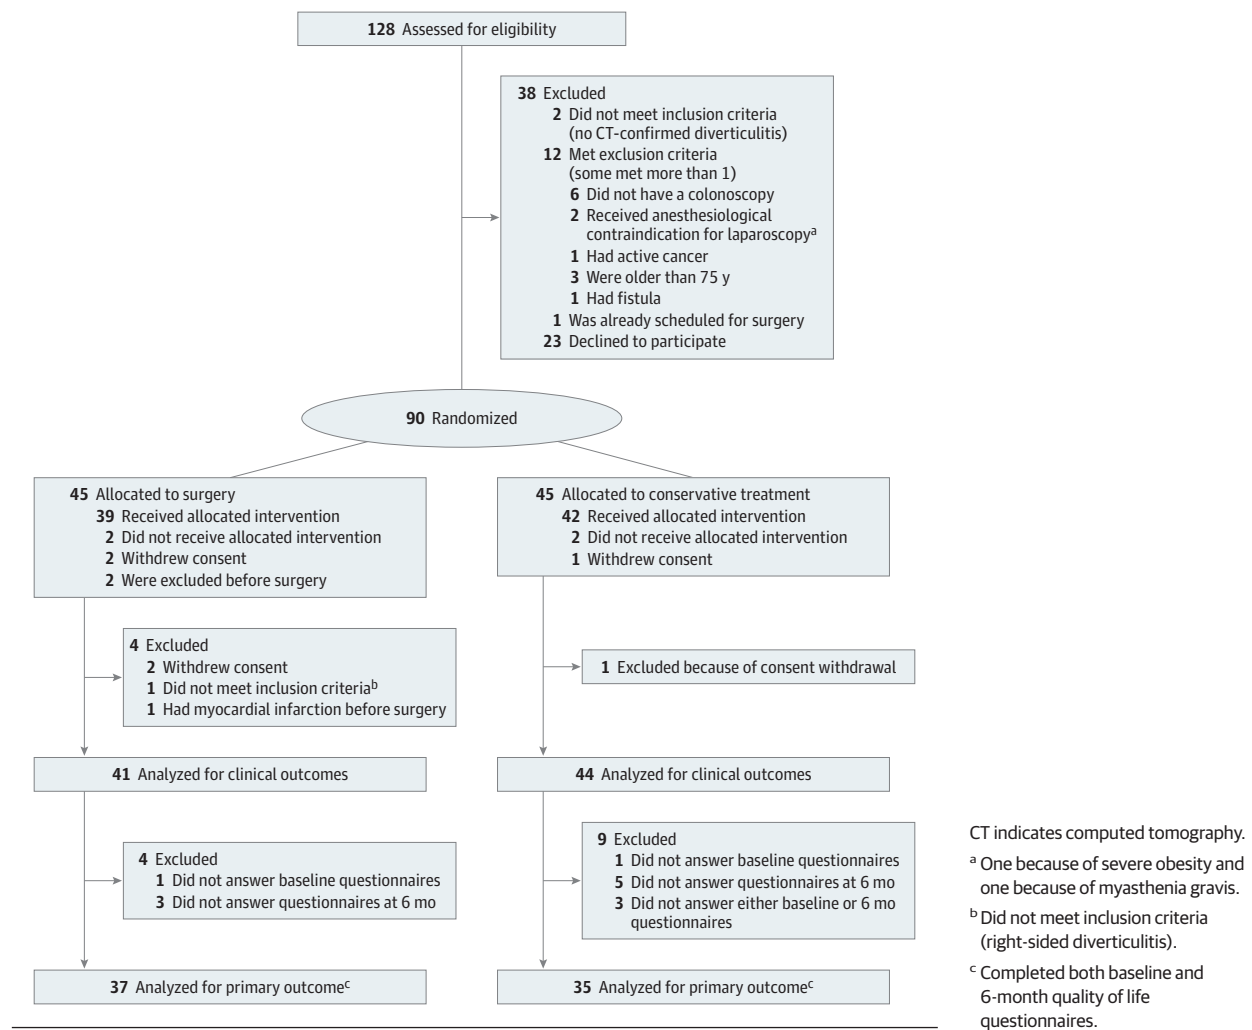 128 Assessed for eligibility
38 Excluded
2 Did not meet inclusion criteria
(no CT-confirmed diverticulitis)
12 Met exclusion criteria
(some met more than 1)
6 Did not have a colonoscopy
2 Received anesthesiological
contraindication for laparoscopyᵃ
1 Had active cancer
3 Were older than 75 y
1 Had fistula
1 Was already scheduled for surgery
23 Declined to participate
90 Randomized
45 Allocated to surgery
39 Received allocated intervention
2 Did not receive allocated intervention
2 Withdrew consent
2 Were excluded before surgery
45 Allocated to conservative treatment
42 Received allocated intervention
2 Did not receive allocated intervention
1 Withdrew consent
4 Excluded
2 Withdrew consent
1 Did not meet inclusion criteriaᵇ
1 Had myocardial infarction before surgery
1 Excluded because of consent withdrawal
41 Analyzed for clinical outcomes
44 Analyzed for clinical outcomes
4 Excluded
1 Did not answer baseline questionnaires
3 Did not answer questionnaires at 6 mo
9 Excluded
1 Did not answer baseline questionnaires
5 Did not answer questionnaires at 6 mo
3 Did not answer either baseline or 6 mo
questionnaires
37 Analyzed for primary outcomeᶜ
35 Analyzed for primary outcomeᶜ
CT indicates computed tomography.
ᵃ One because of severe obesity and
one because of myasthenia gravis.
ᵇ Did not meet inclusion criteria
(right-sided diverticulitis).
ᶜ Completed both baseline and
6-month quality of life
questionnaires.